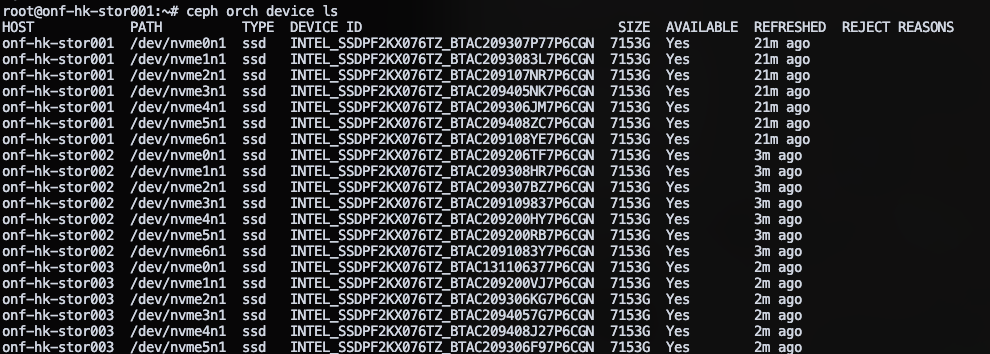 root@onf-hk-stor001:~# ceph orch device ls
HOST PATH TYPE DEVICE ID SIZE AVAILABLE REFRESHED REJECT REASONS
onf-hk-stor001 /dev/nvme0n1 ssd INTEL_SSDPF2KX076TZ_BTAC209307P77P6CGN 7153G Yes 21m ago
onf-hk-stor001 /dev/nvme1n1 ssd INTEL_SSDPF2KX076TZ_BTAC2093083L7P6CGN 7153G Yes 21m ago
onf-hk-stor001 /dev/nvme2n1 ssd INTEL_SSDPF2KX076TZ_BTAC209107NR7P6CGN 7153G Yes 21m ago
onf-hk-stor001 /dev/nvme3n1 ssd INTEL_SSDPF2KX076TZ_BTAC209405NK7P6CGN 7153G Yes 21m ago
onf-hk-stor001 /dev/nvme4n1 ssd INTEL_SSDPF2KX076TZ_BTAC209306JM7P6CGN 7153G Yes 21m ago
onf-hk-stor001 /dev/nvme5n1 ssd INTEL_SSDPF2KX076TZ_BTAC209408ZC7P6CGN 7153G Yes 21m ago
onf-hk-stor001 /dev/nvme6n1 ssd INTEL_SSDPF2KX076TZ_BTAC209108YE7P6CGN 7153G Yes 21m ago
onf-hk-stor002 /dev/nvme0n1 ssd INTEL_SSDPF2KX076TZ_BTAC209206TF7P6CGN 7153G Yes 3m ago
onf-hk-stor002 /dev/nvme1n1 ssd INTEL_SSDPF2KX076TZ_BTAC209308HR7P6CGN 7153G Yes 3m ago
onf-hk-stor002 /dev/nvme2n1 ssd INTEL_SSDPF2KX076TZ_BTAC209307BZ7P6CGN 7153G Yes 3m ago
onf-hk-stor002 /dev/nvme3n1 ssd INTEL_SSDPF2KX076TZ_BTAC209109837P6CGN 7153G Yes 3m ago
onf-hk-stor002 /dev/nvme4n1 ssd INTEL_SSDPF2KX076TZ_BTAC209200HY7P6CGN 7153G Yes 3m ago
onf-hk-stor002 /dev/nvme5n1 ssd INTEL_SSDPF2KX076TZ_BTAC209200RB7P6CGN 7153G Yes 3m ago
onf-hk-stor002 /dev/nvme6n1 ssd INTEL_SSDPF2KX076TZ_BTAC2091083Y7P6CGN 7153G Yes 3m ago
onf-hk-stor003 /dev/nvme0n1 ssd INTEL_SSDPF2KX076TZ_BTAC131106377P6CGN 7153G Yes 2m ago
onf-hk-stor003 /dev/nvme1n1 ssd INTEL_SSDPF2KX076TZ_BTAC209200VJ7P6CGN 7153G Yes 2m ago
onf-hk-stor003 /dev/nvme2n1 ssd INTEL_SSDPF2KX076TZ_BTAC209306KG7P6CGN 7153G Yes 2m ago
onf-hk-stor003 /dev/nvme3n1 ssd INTEL_SSDPF2KX076TZ_BTAC2094057G7P6CGN 7153G Yes 2m ago
onf-hk-stor003 /dev/nvme4n1 ssd INTEL_SSDPF2KX076TZ_BTAC209408J27P6CGN 7153G Yes 2m ago
onf-hk-stor003 /dev/nvme5n1 ssd INTEL_SSDPF2KX076TZ_BTAC209306F97P6CGN 7153G Yes 2m ago